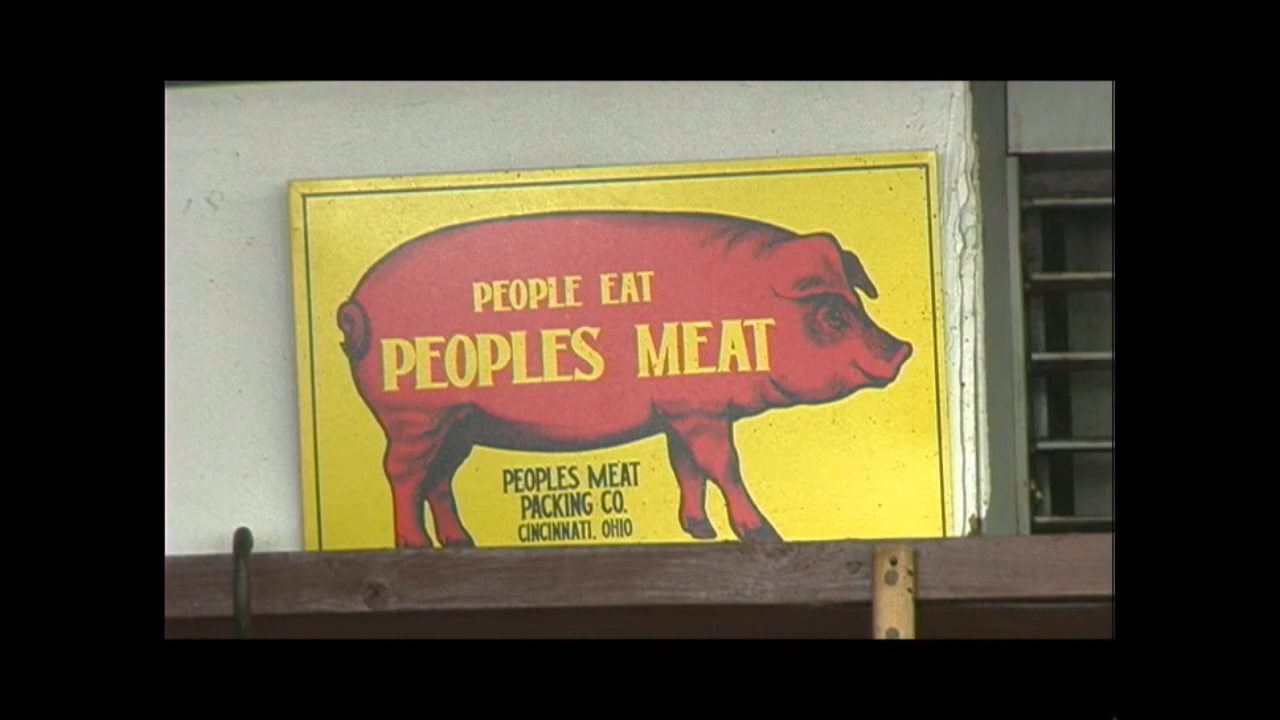 PEOPLE EAT
PEOPLES MEAT
PEOPLES MEAT
PACKING CO.
CINCINNATI, OHIO